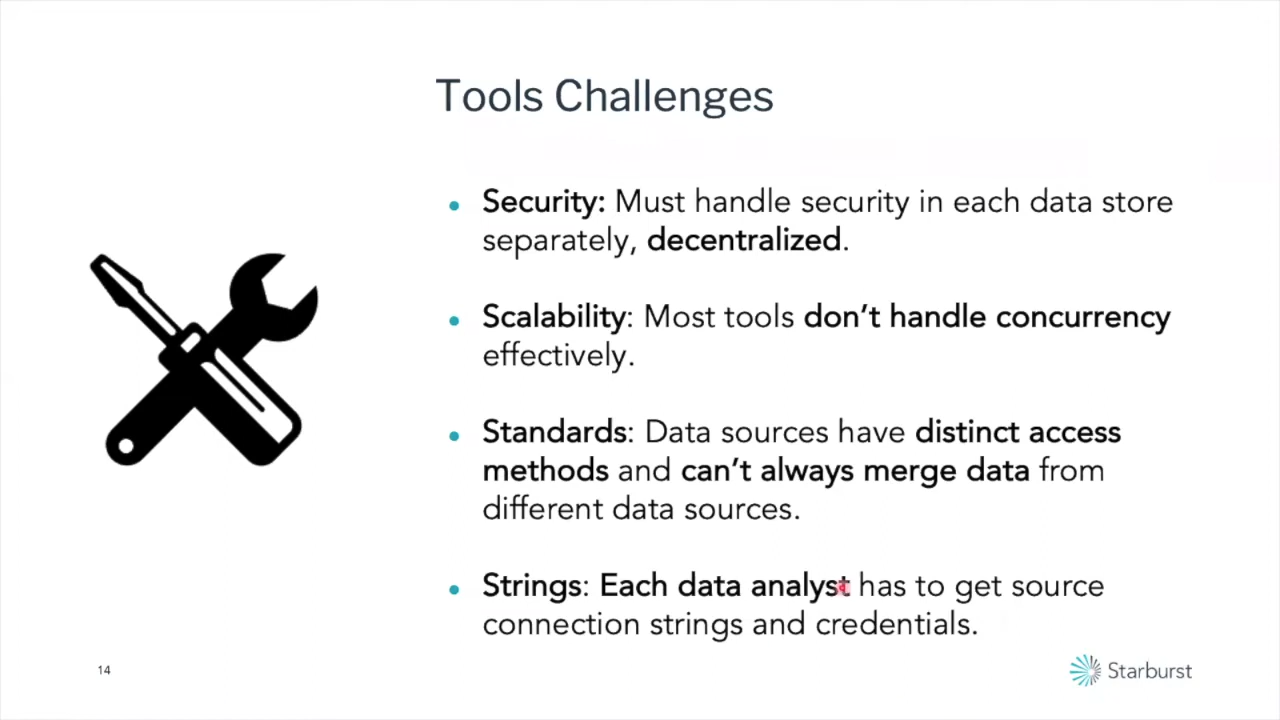 Tools Challenges
• Security: Must handle security in each data store
separately, decentralized.
• Scalability: Most tools don’t handle concurrency
effectively.
• Standards: Data sources have distinct access
methods and can’t always merge data from
different data sources.
• Strings: Each data analyst has to get source
connection strings and credentials.
14
Starburst